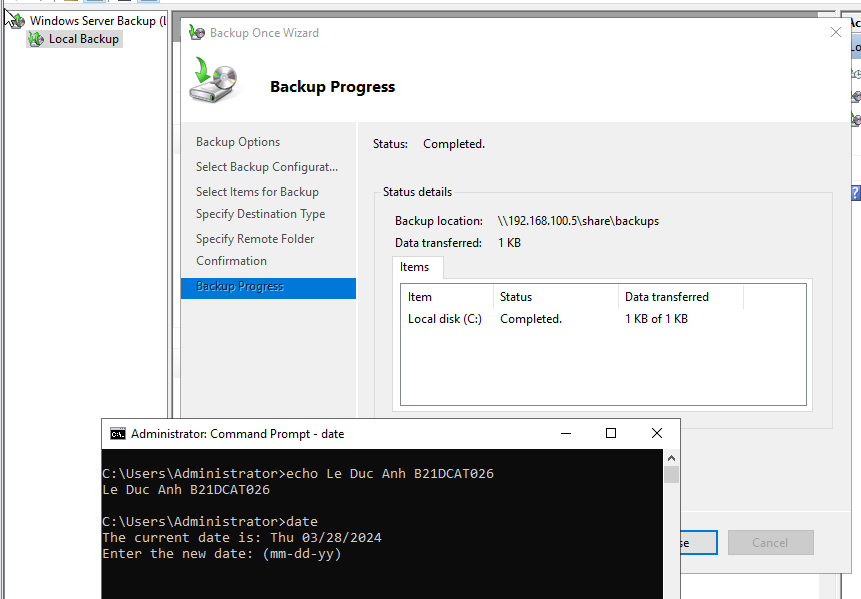 Windows Server Backup (L
Local Backup
Backup Once Wizard
Backup Progress
Backup Options
Select Backup Configurat...
Select Items for Backup
Specify Destination Type
Specify Remote Folder
Confirmation
Backup Progress
Status: Completed.
Status details
Backup location: \\192.168.100.5\share\backups
Data transferred: 1 KB
Items
Item Status Data transferred
Local disk (C:) Completed. 1 KB of 1 KB
se Cancel
Administrator: Command Prompt - date
C:\Users\Administrator>echo Le Duc Anh B21DCAT026
Le Duc Anh B21DCAT026
C:\Users\Administrator>date
The current date is: Thu 03/28/2024
Enter the new date: (mm-dd-yy)